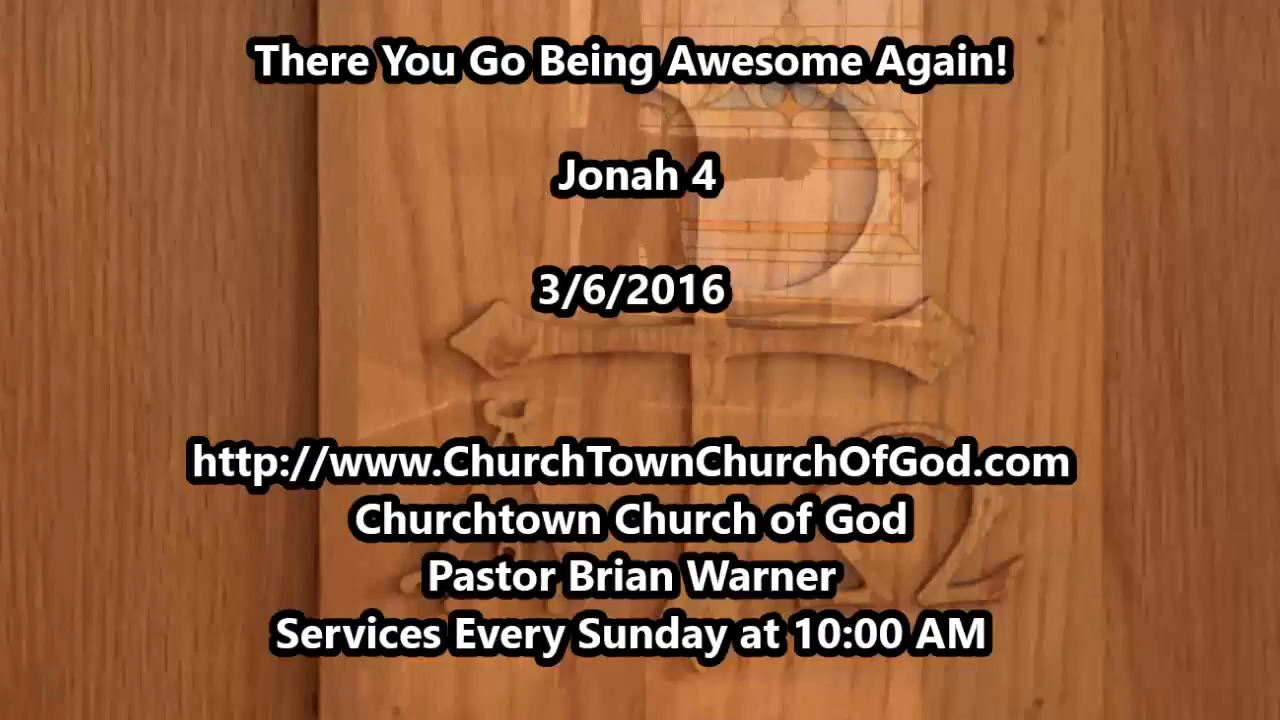 There You Go Being Awesome Again!
Jonah 4
3/6/2016
http://www.ChurchTownChurchOfGod.com
Churchtown Church of God
Pastor Brian Warner
Services Every Sunday at 10:00 AM